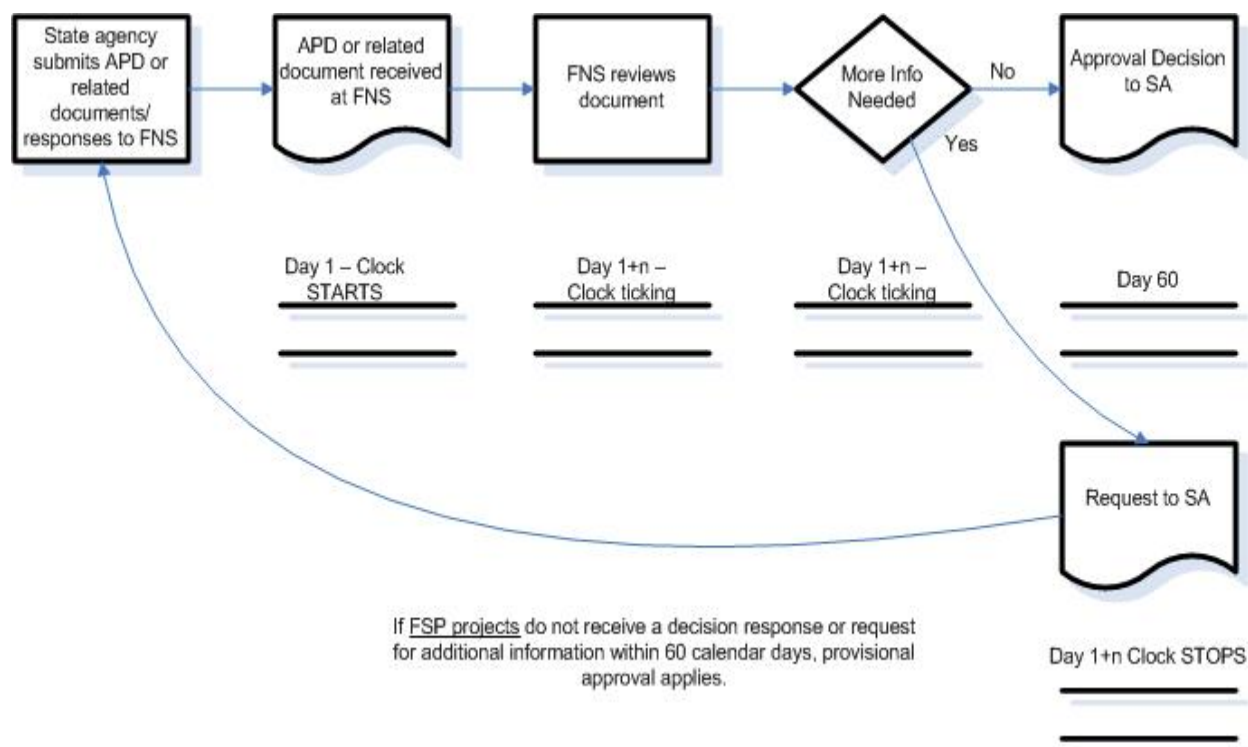 State agency
submits APD or
related
documents/
responses to FNS
APD or related
document received
at FNS
FNS reviews
document
More Info
Needed
No
Yes
Approval Decision
to SA
Day 1 – Clock
STARTS
Day 1+n –
Clock ticking
Day 1+n –
Clock ticking
Day 60
Request to SA
If FSP projects do not receive a decision response or request
for additional information within 60 calendar days, provisional
approval applies.
Day 1+n Clock STOPS